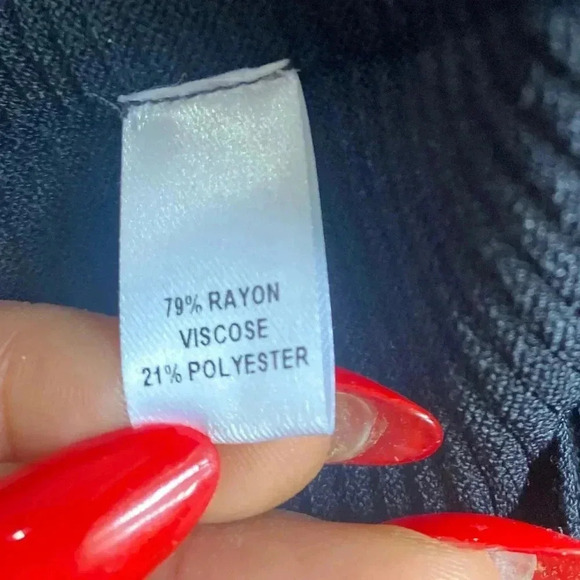 79% RAYON
VISCOSE
21% POLYESTER